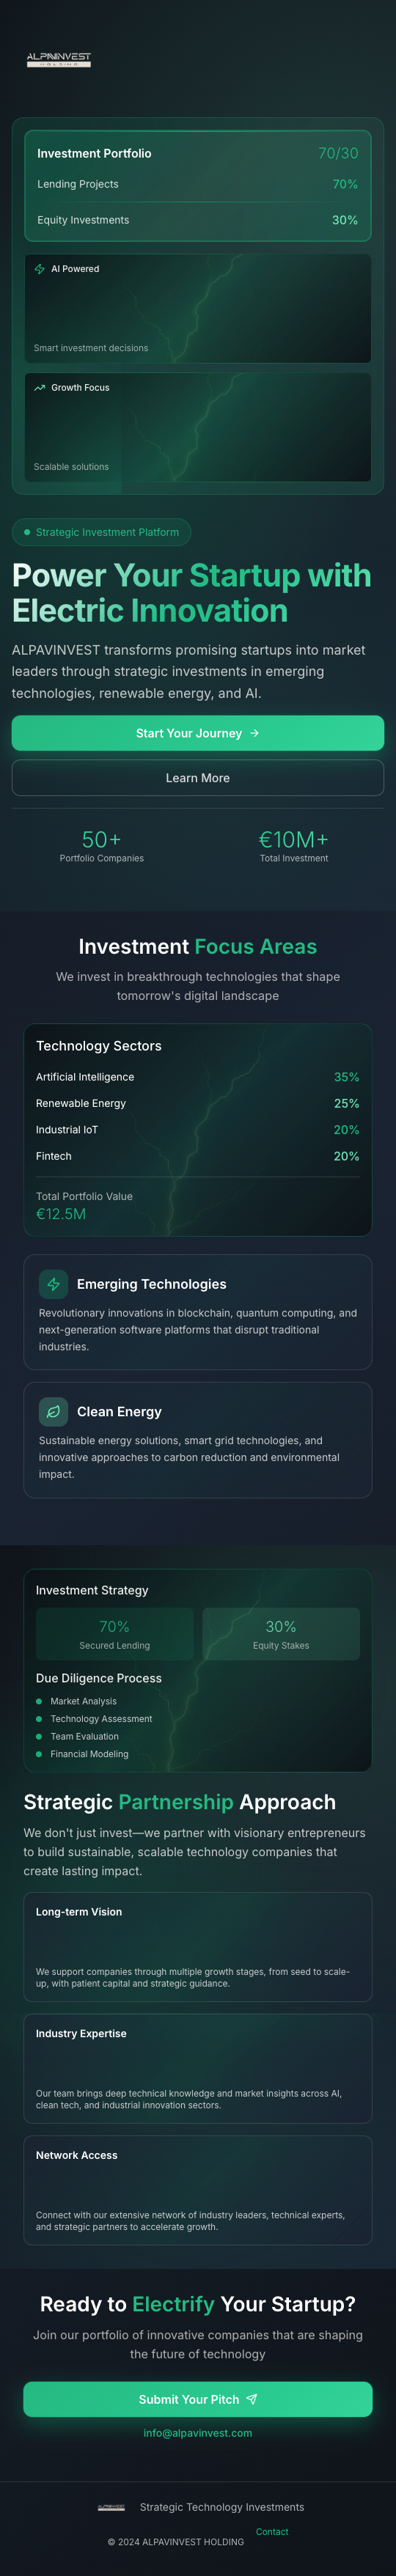 ALPAVINVEST
HOLDING
Investment Portfolio 70/30
Lending Projects 70%
Equity Investments 30%
AI Powered
Smart investment decisions
Growth Focus
Scalable solutions
Strategic Investment Platform
Power Your Startup with
Electric Innovation
ALPAVINVEST transforms promising startups into market
leaders through strategic investments in emerging
technologies, renewable energy, and AI.
Start Your Journey
Learn More
50+ €10M+
Portfolio Companies Total Investment
Investment Focus Areas
We invest in breakthrough technologies that shape
tomorrow's digital landscape
Technology Sectors
Artificial Intelligence 35%
Renewable Energy 25%
Industrial IoT 20%
Fintech 20%
Total Portfolio Value
€12.5M
Emerging Technologies
Revolutionary innovations in blockchain, quantum computing, and
next-generation software platforms that disrupt traditional
industries.
Clean Energy
Sustainable energy solutions, smart grid technologies, and
innovative approaches to carbon reduction and environmental
impact.
Investment Strategy
70% 30%
Secured Lending Equity Stakes
Due Diligence Process
Market Analysis
Technology Assessment
Team Evaluation
Financial Modeling
Strategic Partnership Approach
We don't just invest—we partner with visionary entrepreneurs
to build sustainable, scalable technology companies that
create lasting impact.
Long-term Vision
We support companies through multiple growth stages, from seed to scale-
up, with patient capital and strategic guidance.
Industry Expertise
Our team brings deep technical knowledge and market insights across AI,
clean tech, and industrial innovation sectors.
Network Access
Connect with our extensive network of industry leaders, technical experts,
and strategic partners to accelerate growth.
Ready to Electrify Your Startup?
Join our portfolio of innovative companies that are shaping
the future of technology
Submit Your Pitch
info@alpavinvest.com
ALPAVINVEST Strategic Technology Investments
Contact
© 2024 ALPAVINVEST HOLDING